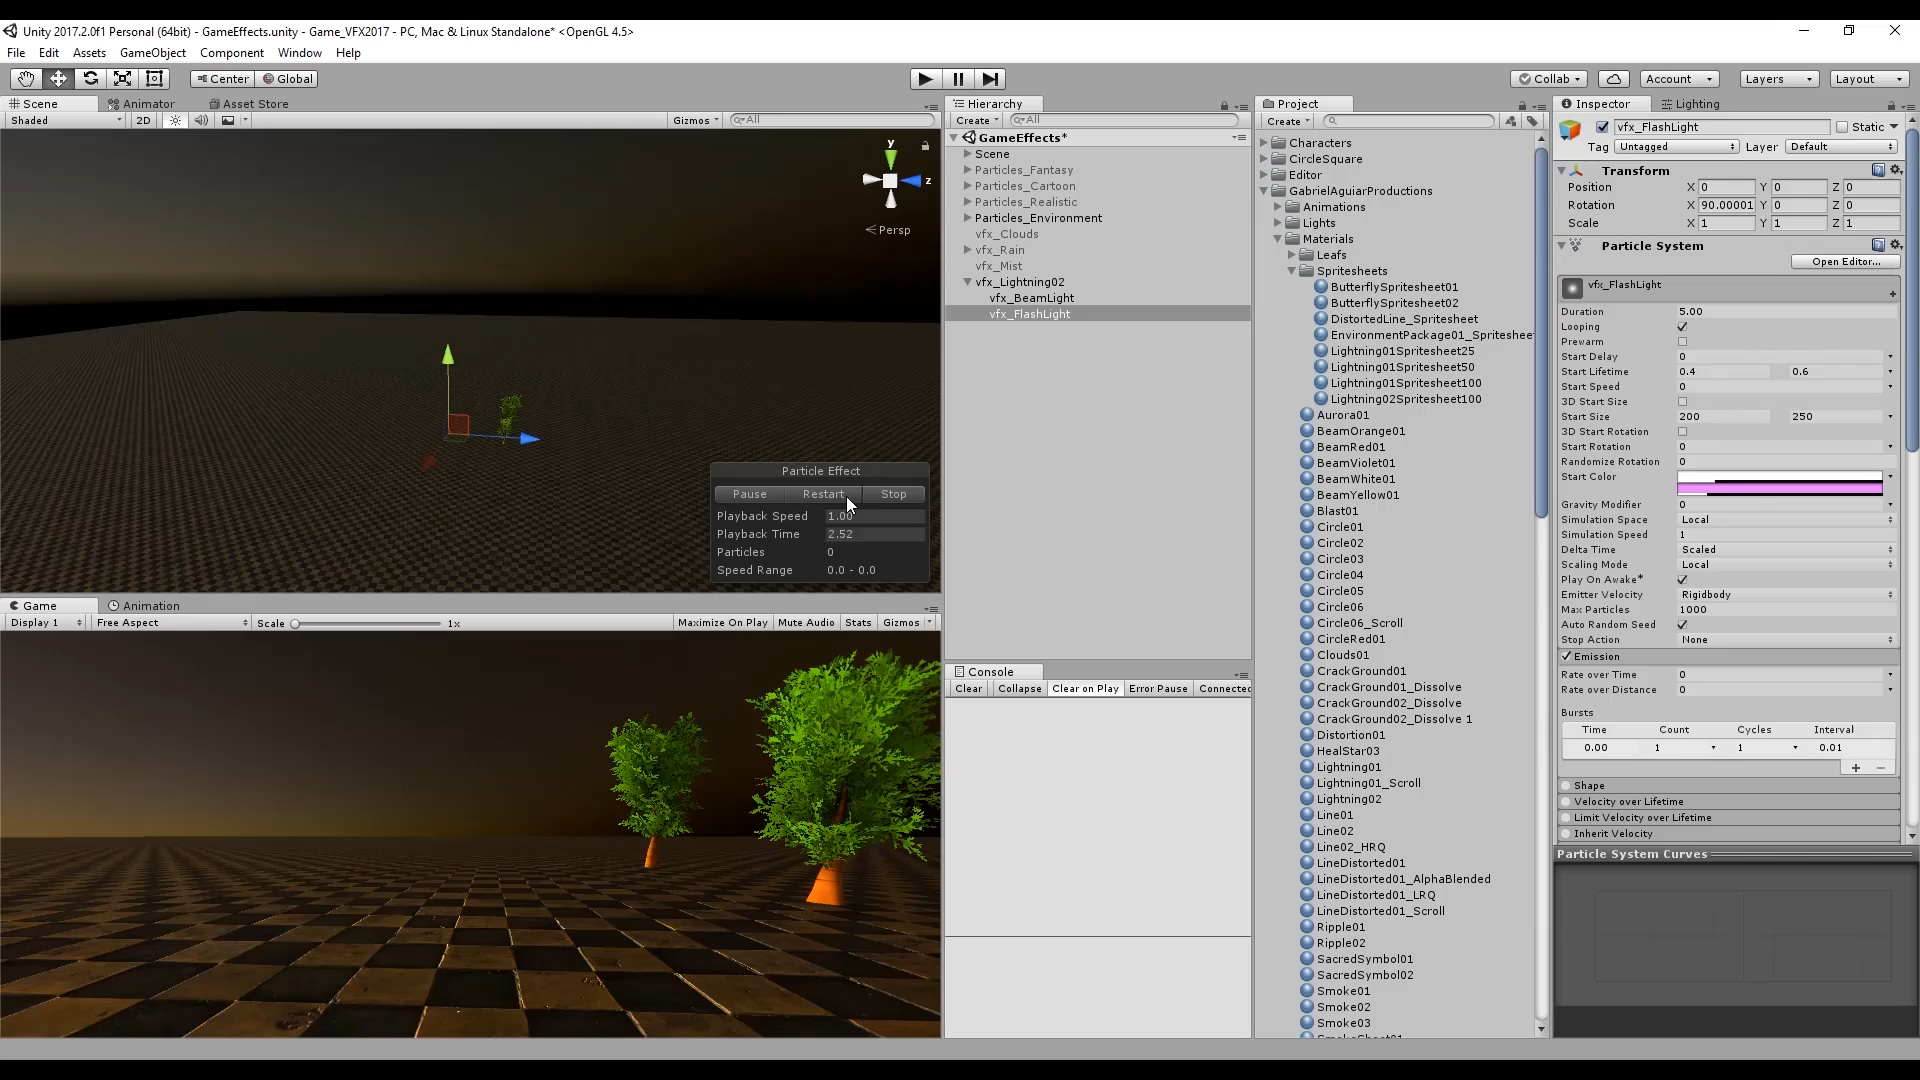 Unity 2017.2.0f1 Personal (64bit) - GameEffects.unity - Game_VFX2017 - PC, Mac & Linux Standalone* <OpenGL 4.5>
File Edit Assets GameObject Component Window Help
Center Global
Collab Account Layers Layout
Scene Animator Asset Store
Shaded 2D Gizmos All
y
z
Persp
Particle Effect
Pause Restart Stop
Playback Speed 1.00
Playback Time 2.52
Particles 0
Speed Range 0.0 - 0.0
Game Animation
Display 1 Free Aspect Scale 1x Maximize On Play Mute Audio Stats Gizmos
Hierarchy
Create All
GameEffects*
Scene
Particles_Fantasy
Particles_Cartoon
Particles_Realistic
Particles_Environment
vfx_Clouds
vfx_Rain
vfx_Mist
vfx_Lightning02
vfx_BeamLight
vfx_FlashLight
Console
Clear Collapse Clear on Play Error Pause Connected
Project
Create
Characters
CircleSquare
Editor
GabrielAguiarProductions
Animations
Lights
Materials
Leafs
Spritesheets
ButterflySpritesheet01
ButterflySpritesheet02
DistortedLine_Spritesheet
EnvironmentPackage01_Spriteshee
Lightning01Spritesheet25
Lightning01Spritesheet50
Lightning01Spritesheet100
Lightning02Spritesheet100
Aurora01
BeamOrange01
BeamRed01
BeamViolet01
BeamWhite01
BeamYellow01
Blast01
Circle01
Circle02
Circle03
Circle04
Circle05
Circle06
Circle06_Scroll
CircleRed01
Clouds01
CrackGround01
CrackGround01_Dissolve
CrackGround02_Dissolve
CrackGround02_Dissolve 1
Distortion01
HealStar03
Lightning01
Lightning01_Scroll
Lightning02
Line01
Line02
Line02_HRQ
LineDistorted01
LineDistorted01_AlphaBlended
LineDistorted01_LRQ
LineDistorted01_Scroll
Ripple01
Ripple02
SacredSymbol01
SacredSymbol02
Smoke01
Smoke02
Smoke03
Inspector Lighting
vfx_FlashLight Static
Tag Untagged Layer Default
Transform
Position X 0 Y 0 Z 0
Rotation X 90.00001 Y 0 Z 0
Scale X 1 Y 1 Z 1
Particle System
Open Editor...
vfx_FlashLight
Duration 5.00
Looping
Prewarm
Start Delay 0
Start Lifetime 0.4 0.6
Start Speed 0
3D Start Size
Start Size 200 250
3D Start Rotation
Start Rotation 0
Randomize Rotation 0
Start Color
Gravity Modifier 0
Simulation Space Local
Simulation Speed 1
Delta Time Scaled
Scaling Mode Local
Play On Awake*
Emitter Velocity Rigidbody
Max Particles 1000
Auto Random Seed
Stop Action None
Emission
Rate over Time 0
Rate over Distance 0
Bursts
Time Count Cycles Interval
0.00 1 1 0.01
Shape
Velocity over Lifetime
Limit Velocity over Lifetime
Inherit Velocity
Particle System Curves